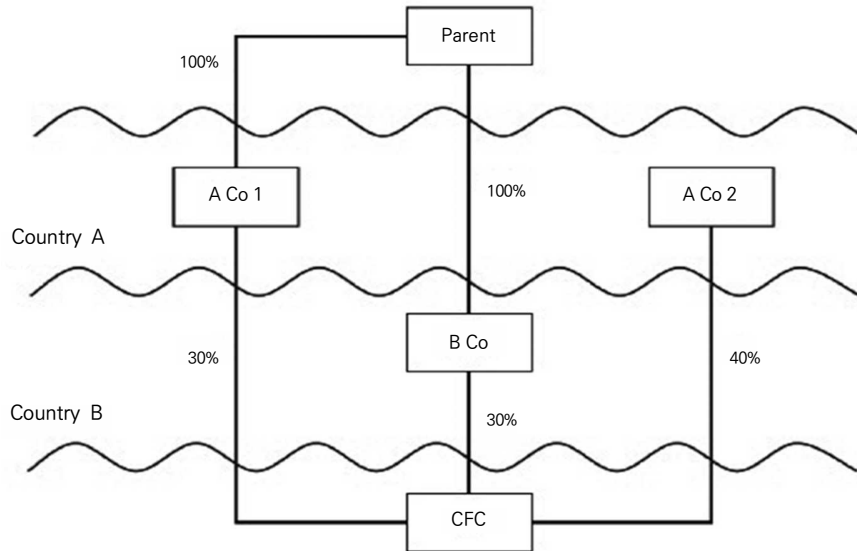 Parent
100%
A Co 1
100%
A Co 2
Country A
B Co
30%
40%
Country B
30%
CFC